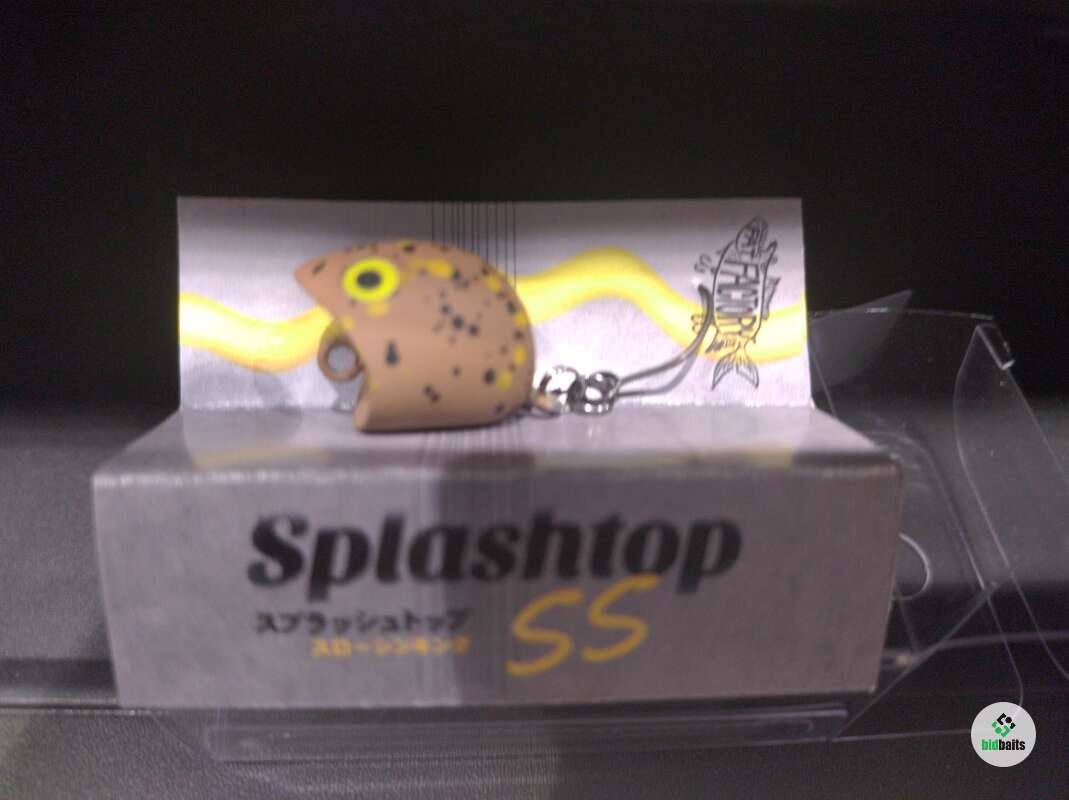 FACTORY
Splashtop
スプラッシュトップ
SS
スローシンキング
bidbaits